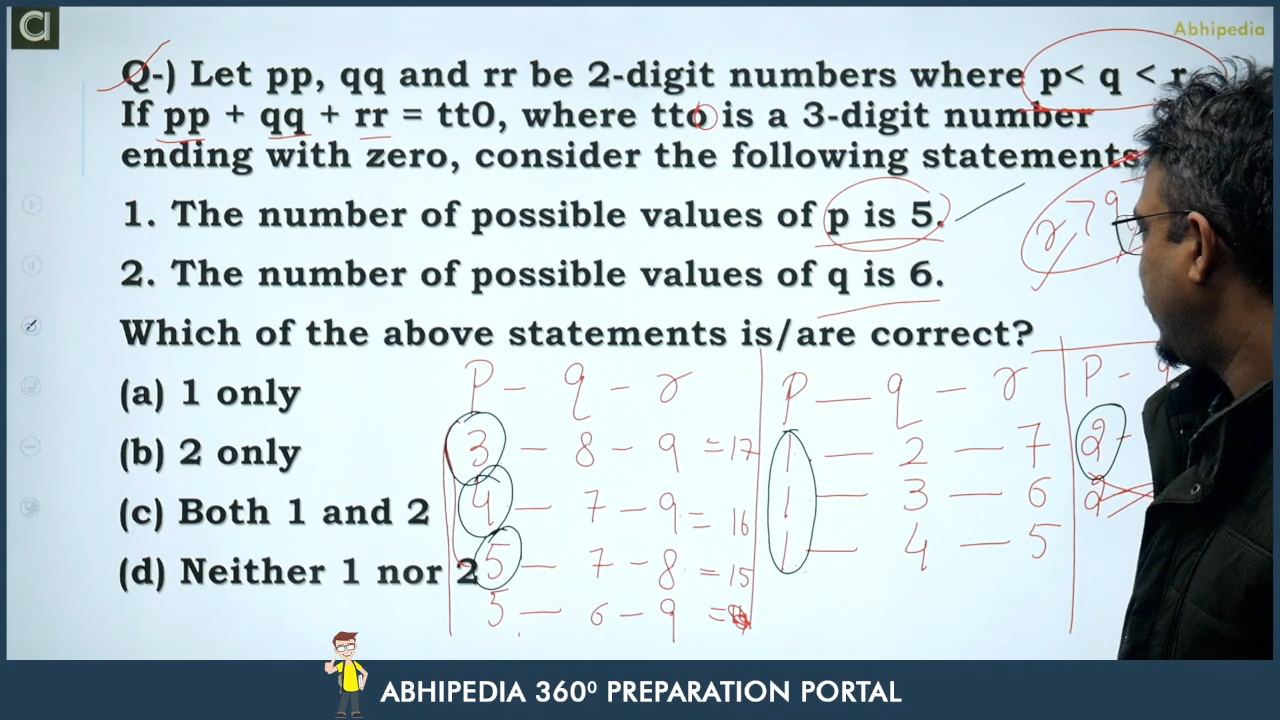 Abhipedia
Q-) Let pp, qq and rr be 2-digit numbers where p< q < r
If pp + qq + rr = tt0, where tt0 is a 3-digit number
ending with zero, consider the following statements
1. The number of possible values of p is 5.
2. The number of possible values of q is 6.
Which of the above statements is/are correct?
(a) 1 only
(b) 2 only
(c) Both 1 and 2
(d) Neither 1 nor 2
P - q - r
3 - 8 - 9 = 17
4 - 7 - 9 = 16
5 - 7 - 8 = 15
5 - 6 - 9 =
P - q - r
1 - 2 - 7
1 - 3 - 6
1 - 4 - 5
P - q
2 -
ABHIPEDIA 360⁰ PREPARATION PORTAL